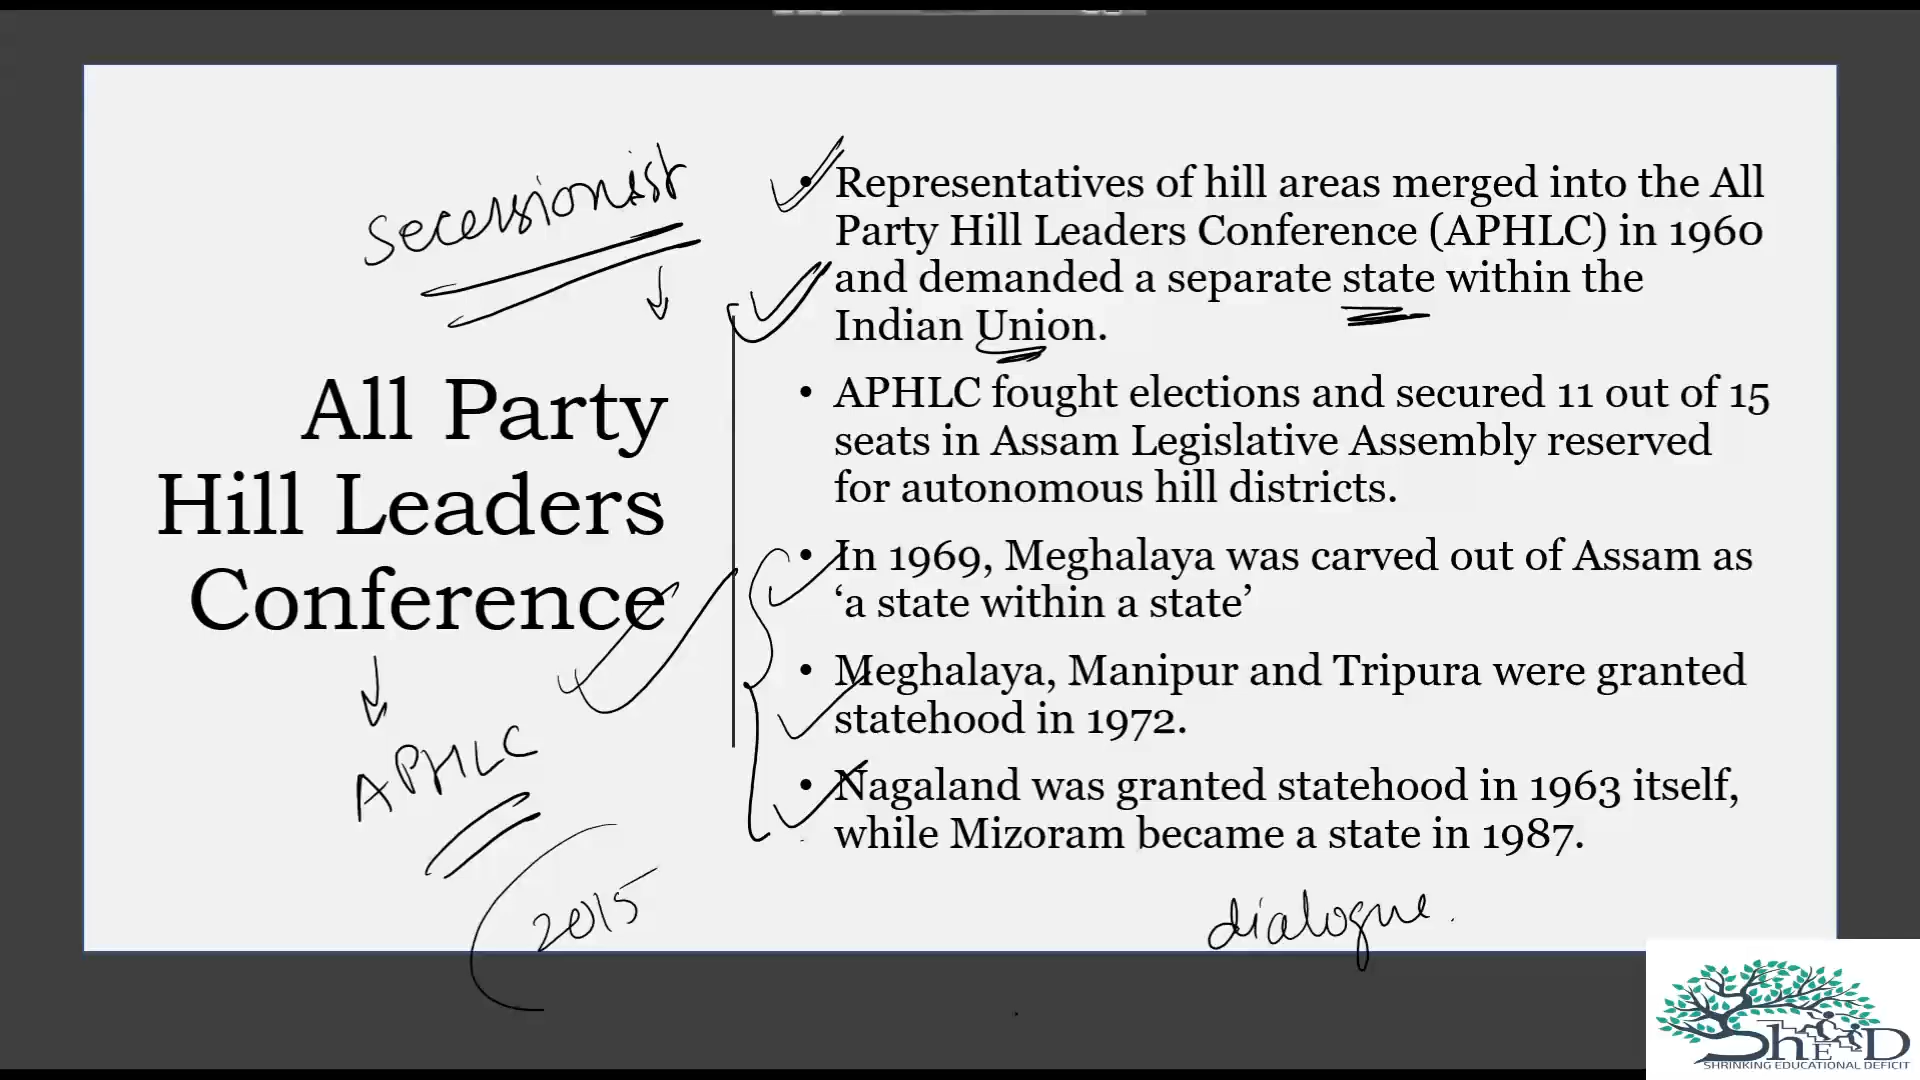 secessionist
All Party
Hill Leaders
Conference
APHLC
2015
• Representatives of hill areas merged into the All
Party Hill Leaders Conference (APHLC) in 1960
and demanded a separate state within the
Indian Union.
• APHLC fought elections and secured 11 out of 15
seats in Assam Legislative Assembly reserved
for autonomous hill districts.
• In 1969, Meghalaya was carved out of Assam as
‘a state within a state’
• Meghalaya, Manipur and Tripura were granted
statehood in 1972.
• Nagaland was granted statehood in 1963 itself,
while Mizoram became a state in 1987.
dialogue.
ShED
SHRINKING EDUCATIONAL DEFICIT